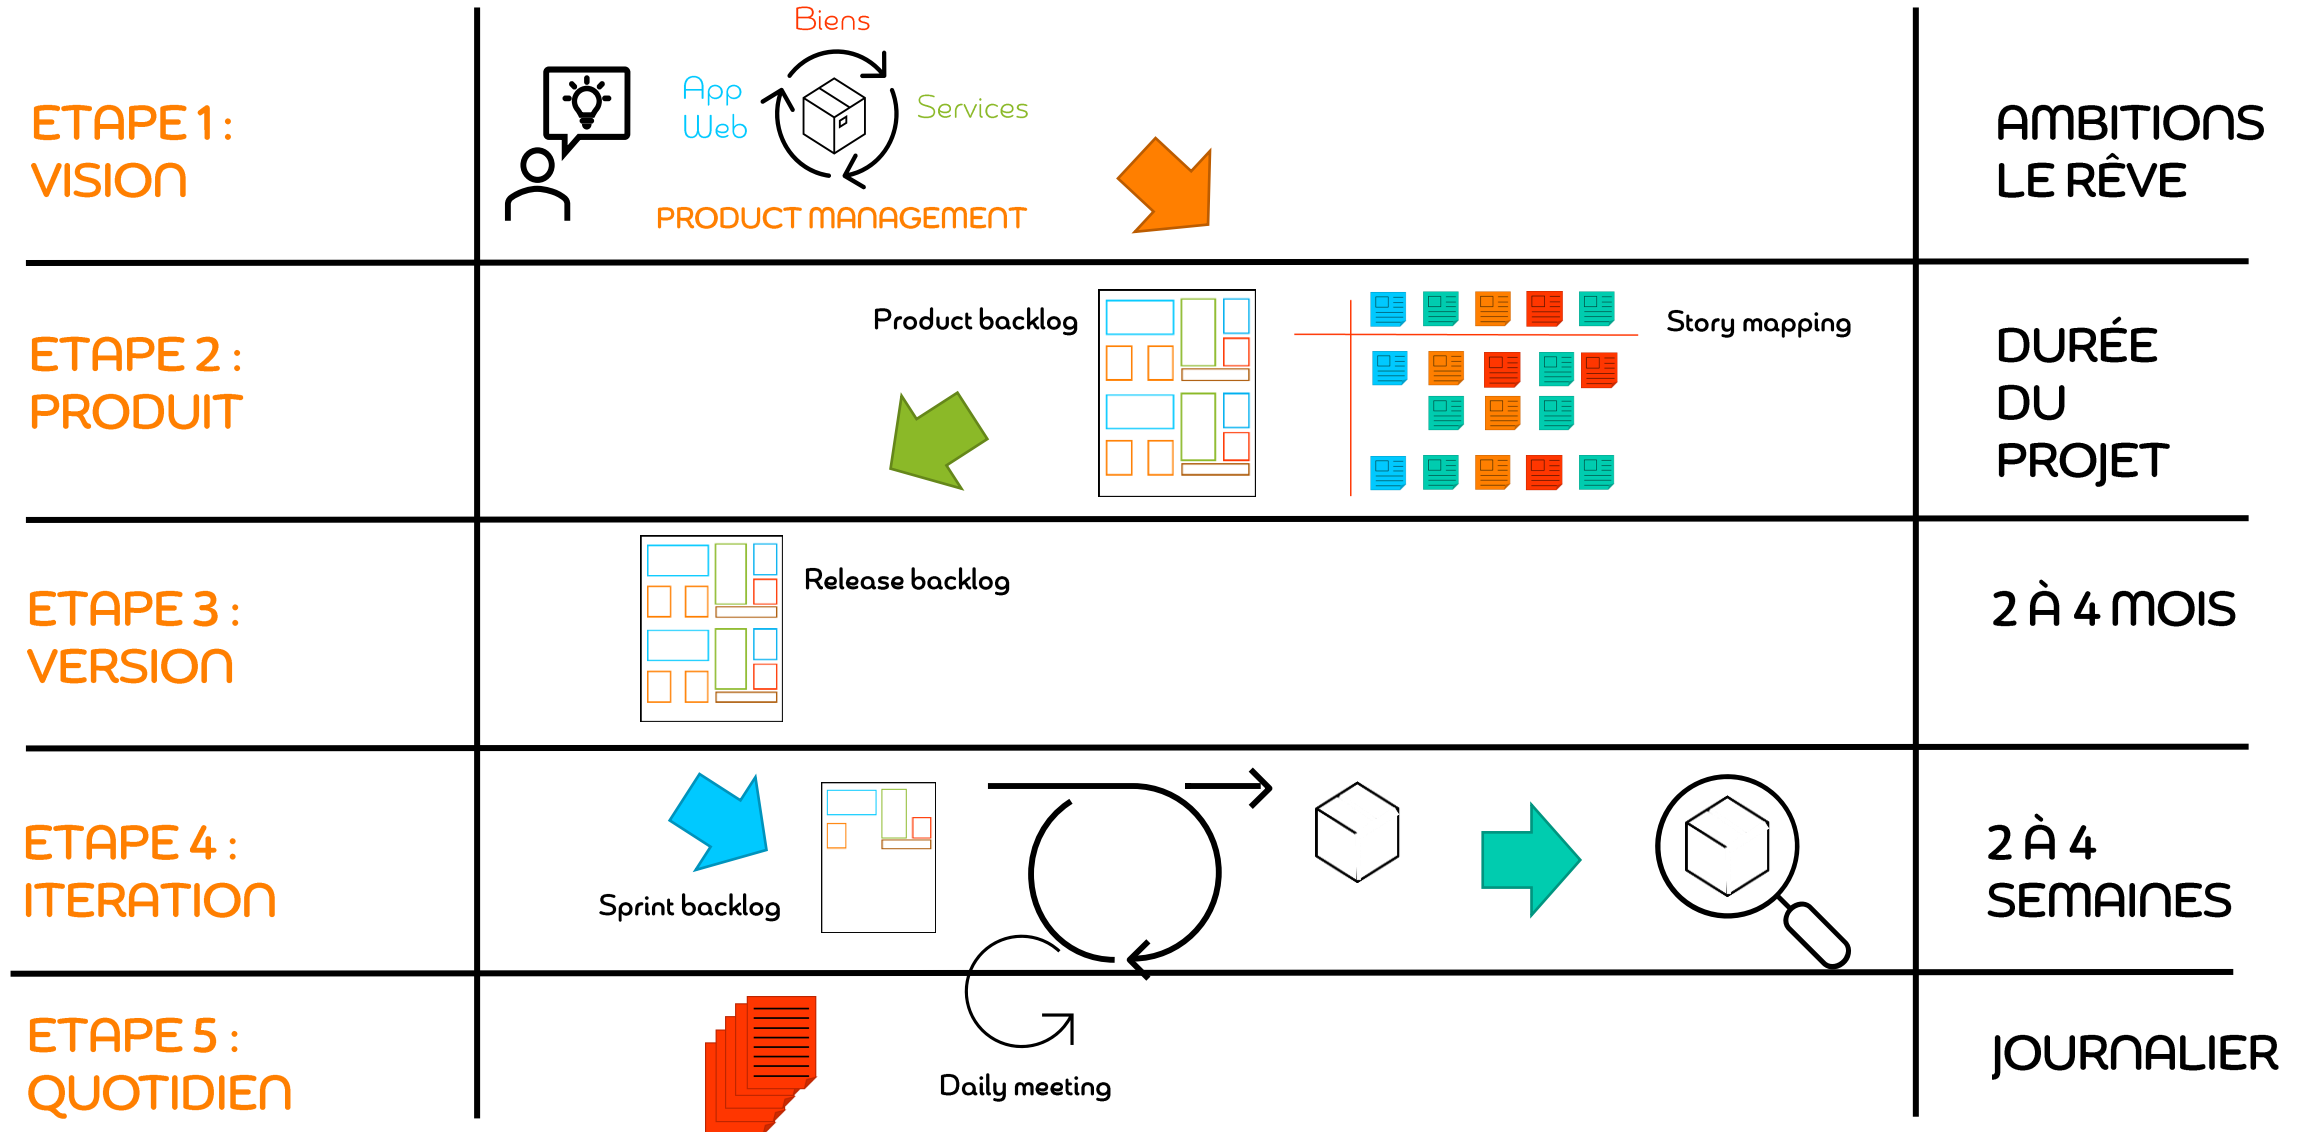 ETAPE 1 :
VISION
Biens
App
Web
Services
PRODUCT MANAGEMENT
AMBITIONS
LE RÊVE
ETAPE 2 :
PRODUIT
Product backlog
Story mapping
DURÉE
DU
PROJET
ETAPE 3 :
VERSION
Release backlog
2 À 4 MOIS
ETAPE 4 :
ITERATION
Sprint backlog
2 À 4
SEMAINES
ETAPE 5 :
QUOTIDIEN
Daily meeting
JOURNALIER